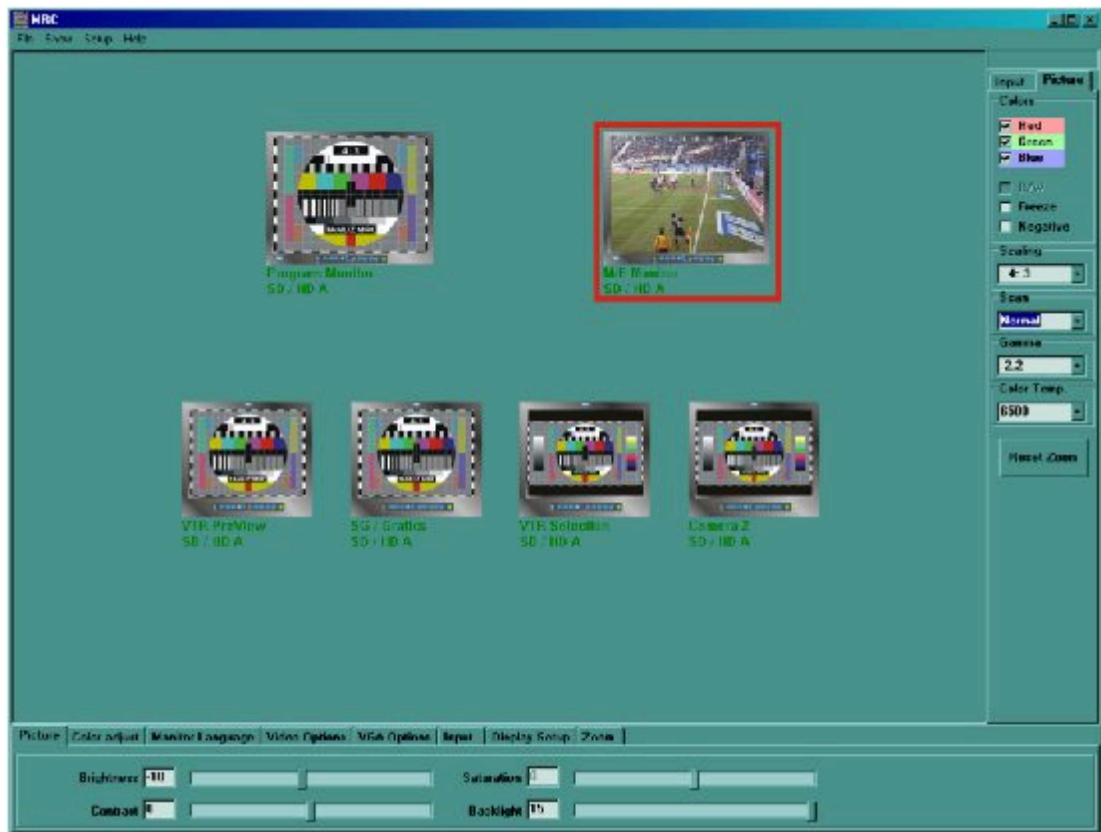 MRC
File Show Setup Help
Input Picture
Colors
Red
Green
Blue
B/W
Freeze
Negative
Scaling
4:3
Scan
Normal
Gamma
2.2
Color Temp.
6500
Reset Zoom
Program Monitor
SD / HD A
M/E Monitor
SD / HD A
VTR PreView
SD / HD A
SG / Grafics
SD / HD A
VTR Selection
SD / HD A
Camera 2
SD / HD A
Picture Color adjust Monitor Language Video Options VGA Options Input Display Setup Zoom
Brightness -10 Saturation 0
Contrast Backlight 15